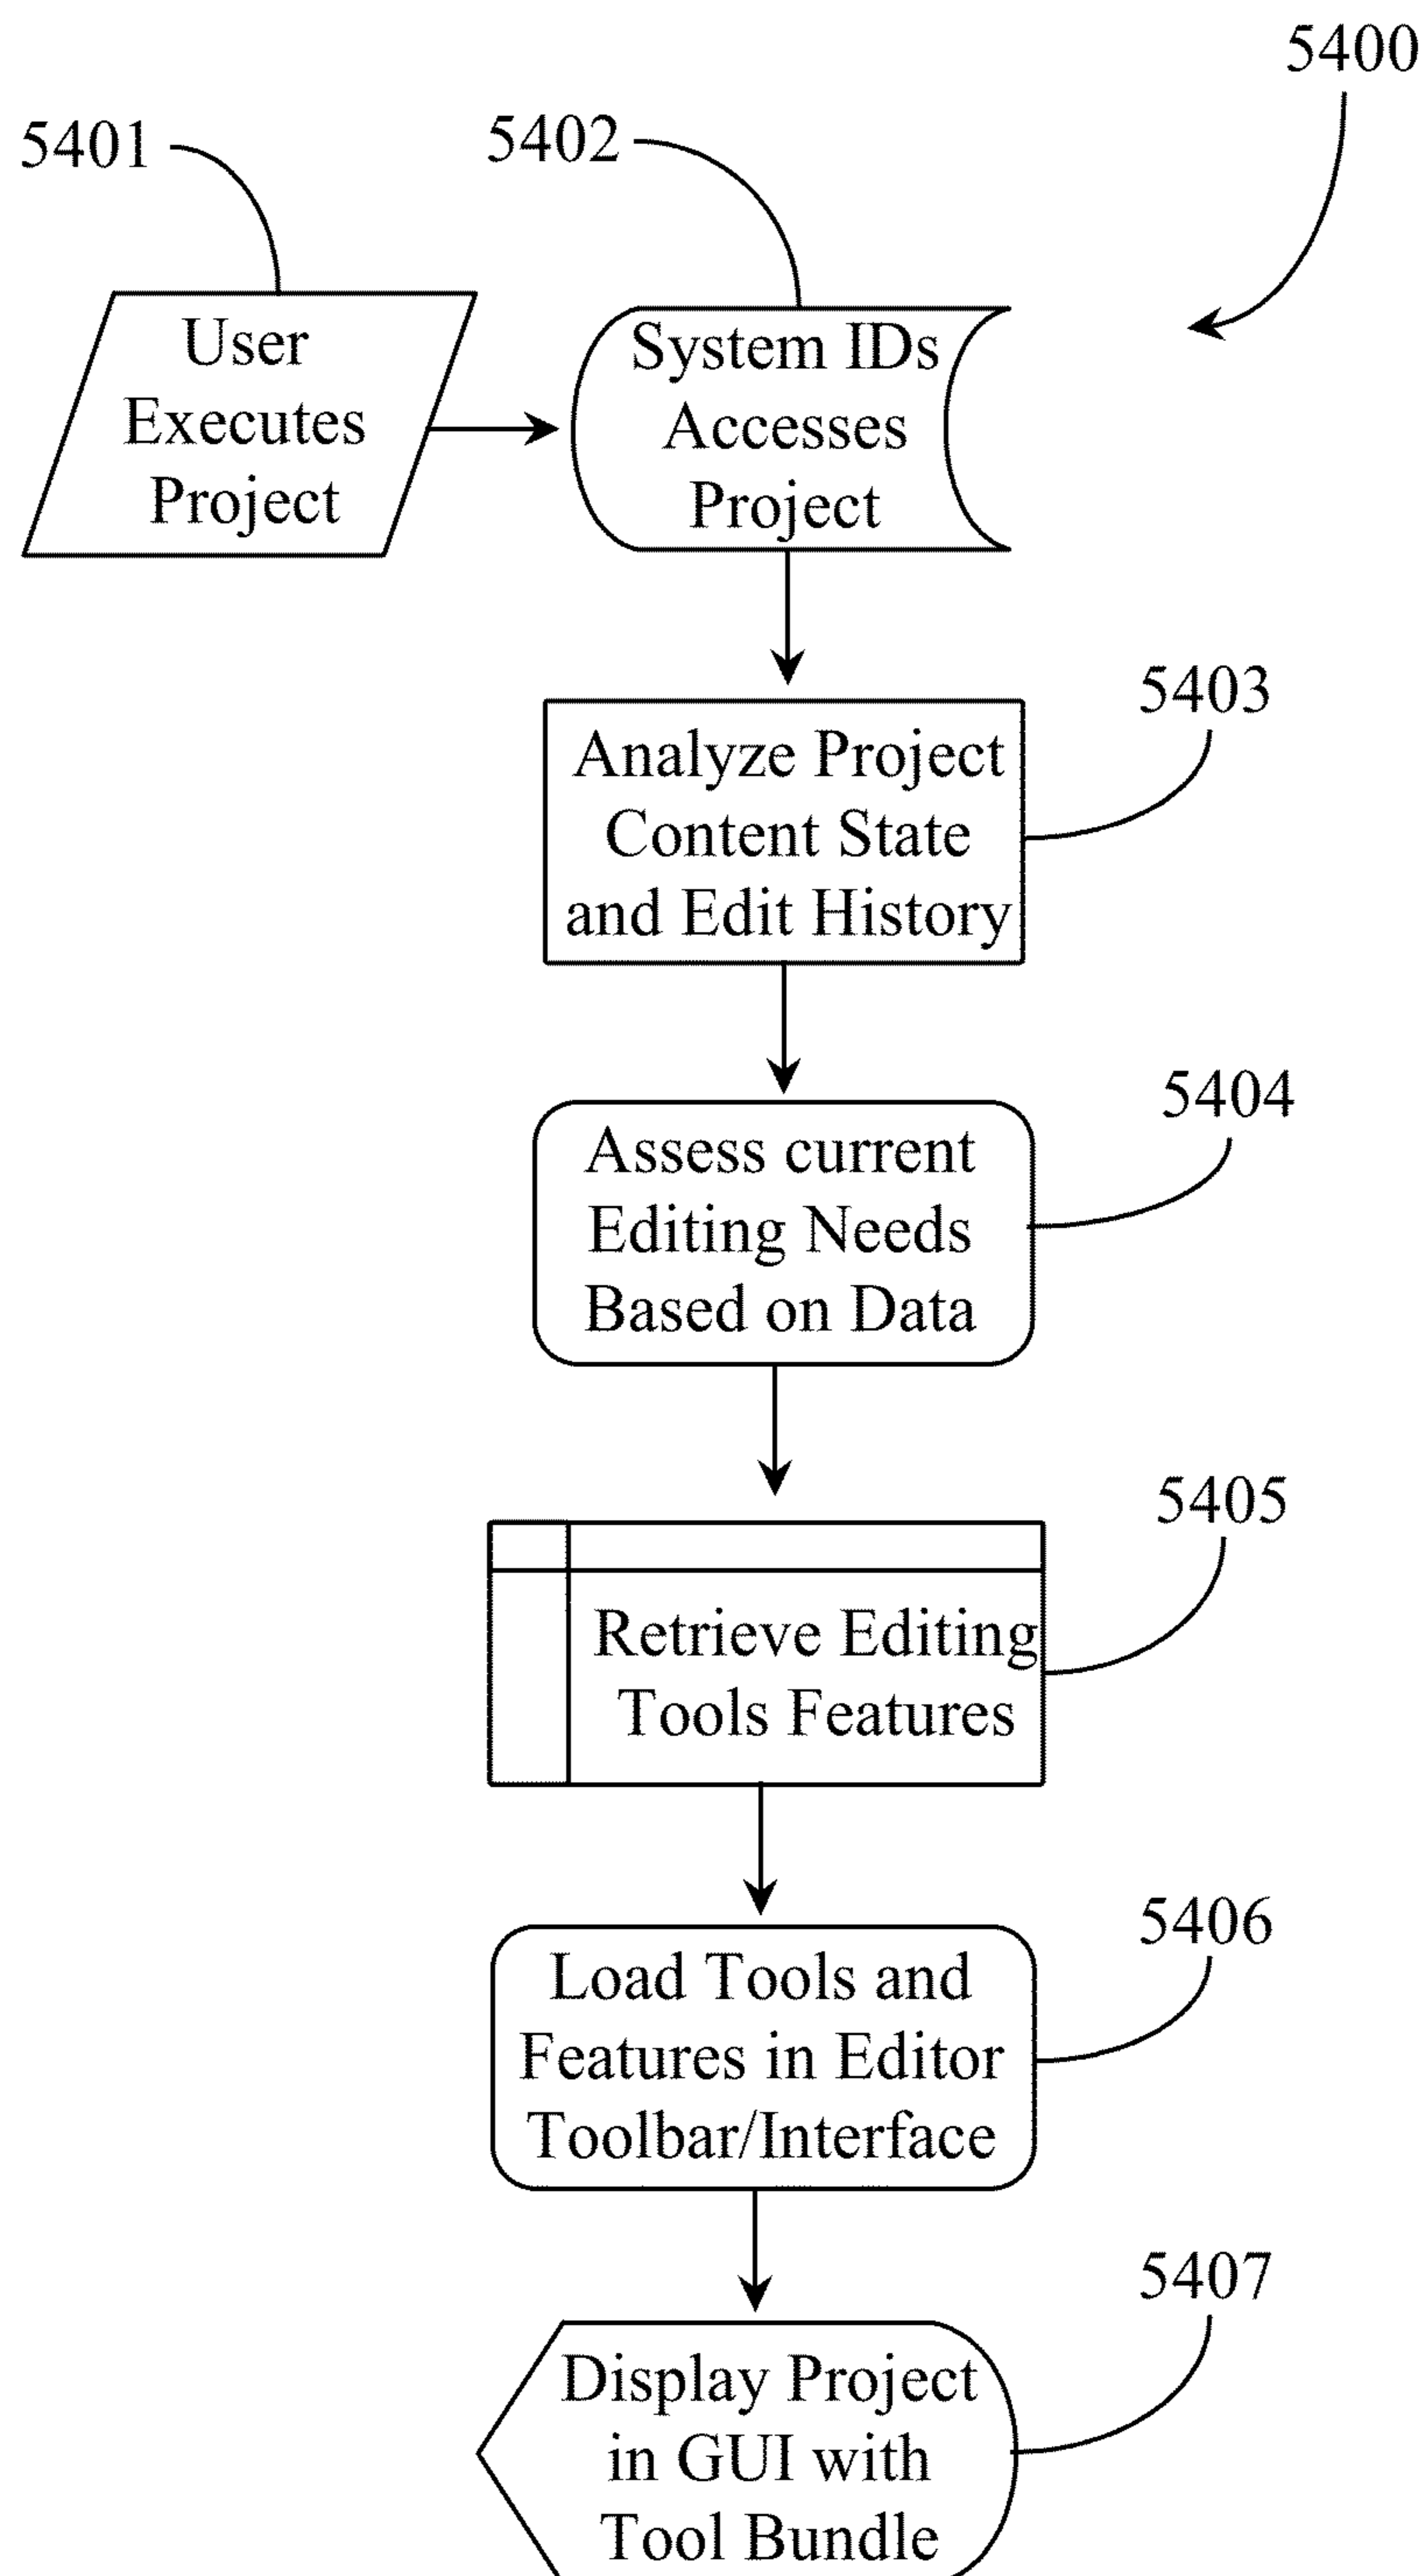 5400
5401
5402
User
Executes
Project
System IDs
Accesses
Project
5403
Analyze Project
Content State
and Edit History
5404
Assess current
Editing Needs
Based on Data
5405
Retrieve Editing
Tools Features
5406
Load Tools and
Features in Editor
Toolbar/Interface
5407
Display Project
in GUI with
Tool Bundle